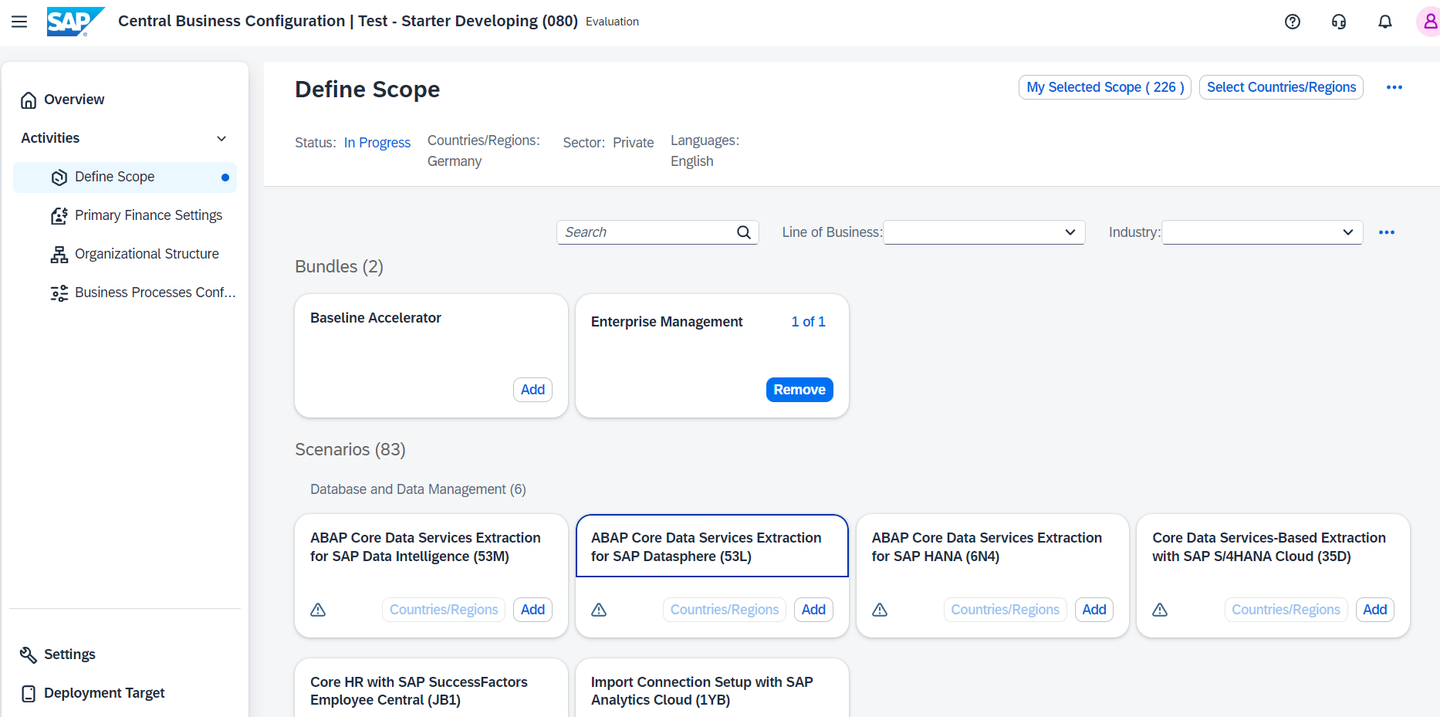 SAP Central Business Configuration | Test - Starter Developing (080) Evaluation
Overview
Activities
Define Scope
Primary Finance Settings
Organizational Structure
Business Processes Conf...
Settings
Deployment Target
Define Scope
My Selected Scope ( 226 ) Select Countries/Regions
Status: In Progress Countries/Regions: Sector: Private Languages:
Germany English
Search Line of Business: Industry:
Bundles (2)
Baseline Accelerator
Add
Enterprise Management 1 of 1
Remove
Scenarios (83)
Database and Data Management (6)
ABAP Core Data Services Extraction
for SAP Data Intelligence (53M)
Countries/Regions Add
ABAP Core Data Services Extraction
for SAP Datasphere (53L)
Countries/Regions Add
ABAP Core Data Services Extraction
for SAP HANA (6N4)
Countries/Regions Add
Core Data Services-Based Extraction
with SAP S/4HANA Cloud (35D)
Countries/Regions Add
Core HR with SAP SuccessFactors
Employee Central (JB1)
Import Connection Setup with SAP
Analytics Cloud (1YB)